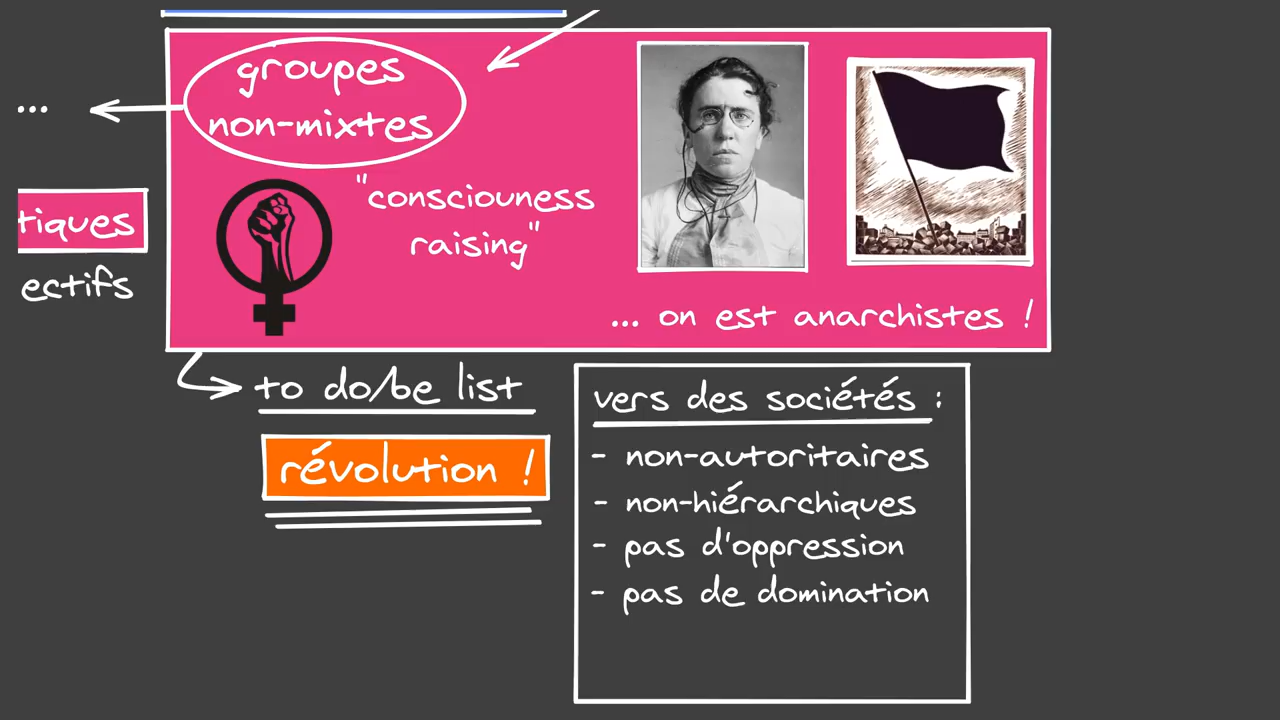 groupes
non-mixtes
...
"consciouness
raising"
tiques
ectifs
... on est anarchistes !
to do/be list
révolution !
vers des sociétés :
- non-autoritaires
- non-hiérarchiques
- pas d'oppression
- pas de domination